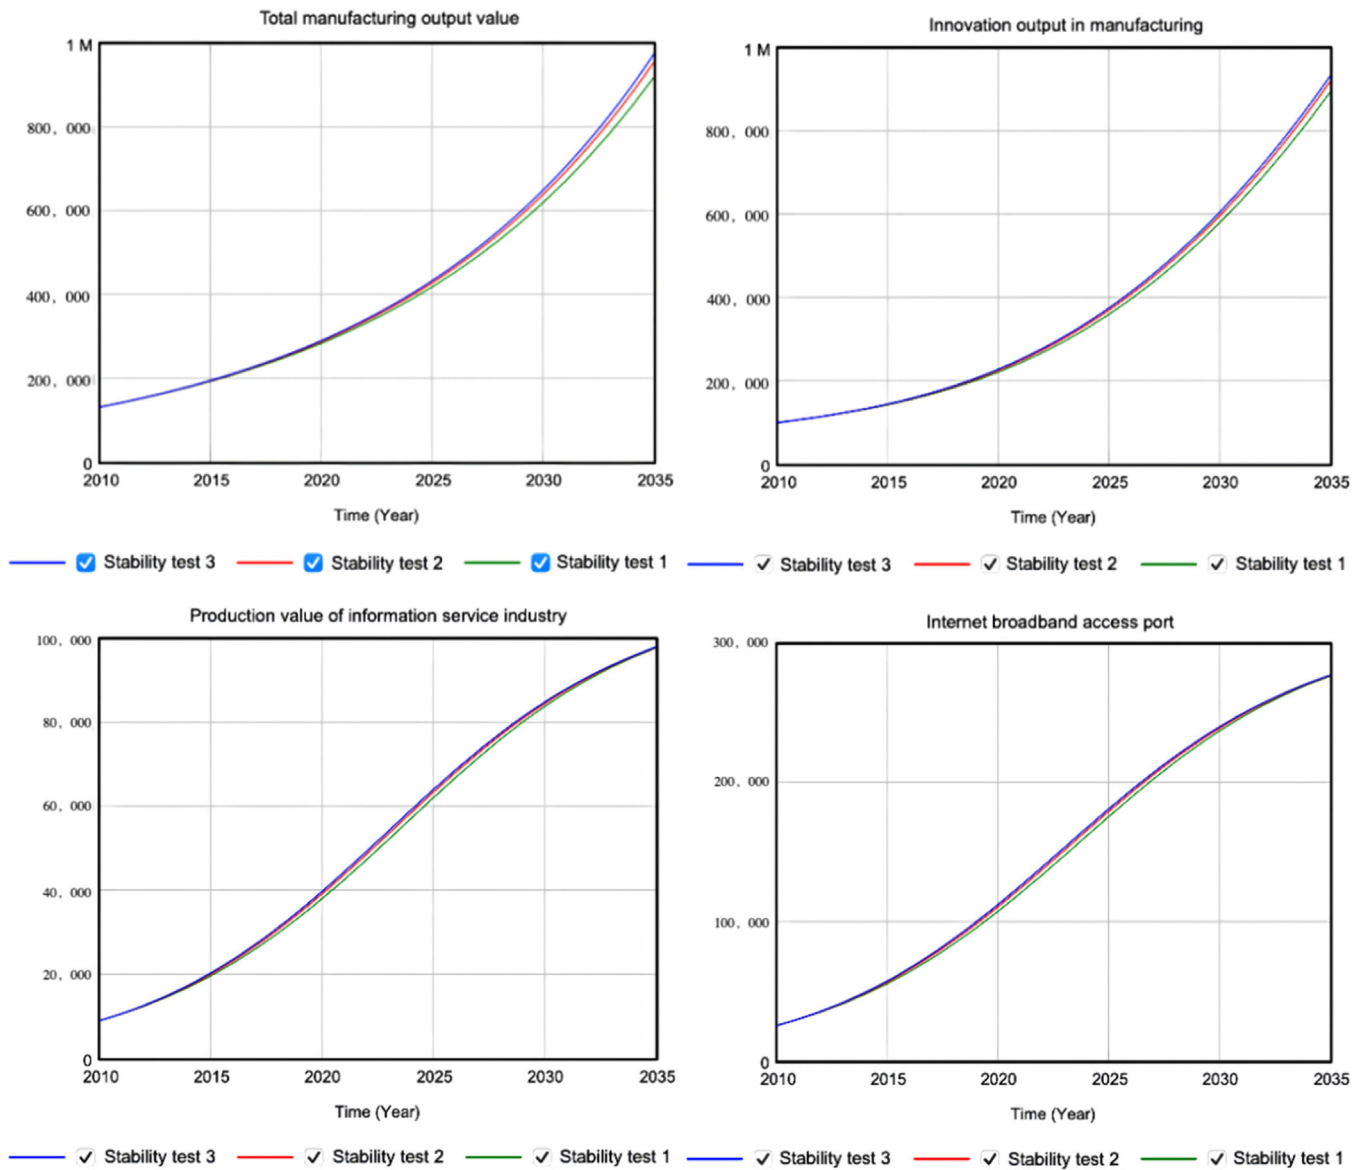 Total manufacturing output value
1 M
800, 000
600, 000
400, 000
200, 000
0
2010 2015 2020 2025 2030 2035
Time (Year)
Stability test 3 Stability test 2 Stability test 1
Innovation output in manufacturing
1 M
800, 000
600, 000
400, 000
200, 000
0
2010 2015 2020 2025 2030 2035
Time (Year)
Stability test 3 Stability test 2 Stability test 1
Production value of information service industry
100, 000
80, 000
60, 000
40, 000
20, 000
0
2010 2015 2020 2025 2030 2035
Time (Year)
Stability test 3 Stability test 2 Stability test 1
Internet broadband access port
300, 000
200, 000
100, 000
0
2010 2015 2020 2025 2030 2035
Time (Year)
Stability test 3 Stability test 2 Stability test 1